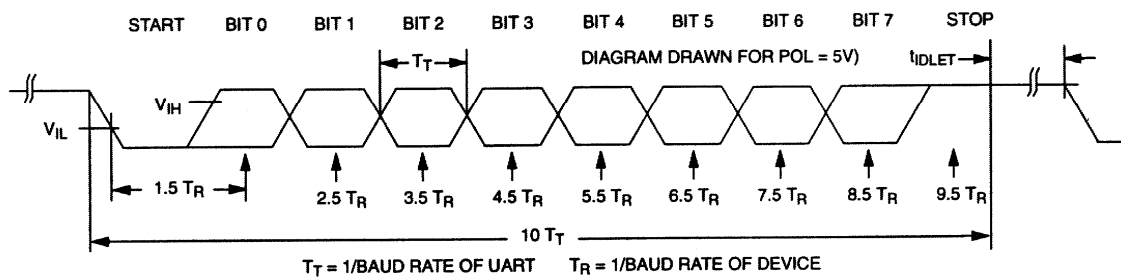 START BIT 0 BIT 1 BIT 2 BIT 3 BIT 4 BIT 5 BIT 6 BIT 7 STOP
T_T DIAGRAM DRAWN FOR POL = 5V) t_IDLET
V_IH
V_IL
1.5 T_R 2.5 T_R 3.5 T_R 4.5 T_R 5.5 T_R 6.5 T_R 7.5 T_R 8.5 T_R 9.5 T_R
10 T_T
T_T = 1/BAUD RATE OF UART T_R = 1/BAUD RATE OF DEVICE